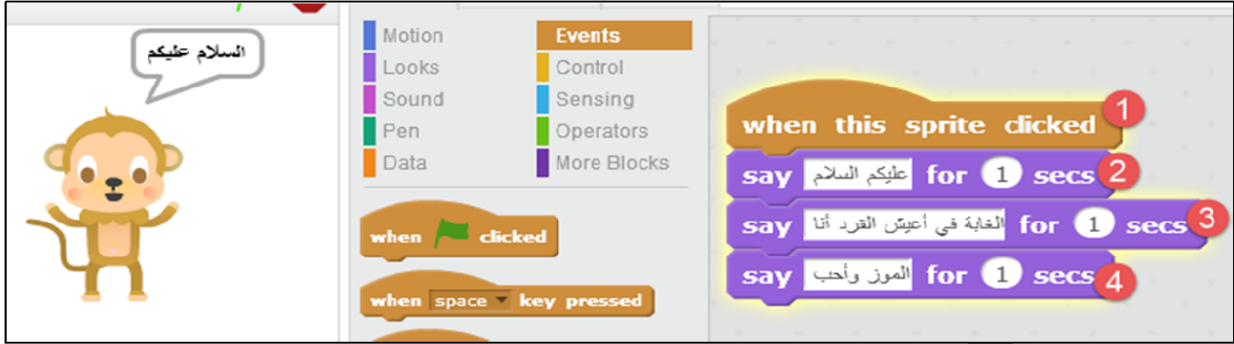 السلام عليكم
Motion
Looks
Sound
Pen
Data
Events
Control
Sensing
Operators
More Blocks
when clicked
when space key pressed
when this sprite clicked 1
say عليكم السلام for 1 secs 2
say الغابة في أعيش القرد أنا for 1 secs 3
say الموز وأحب for 1 secs 4